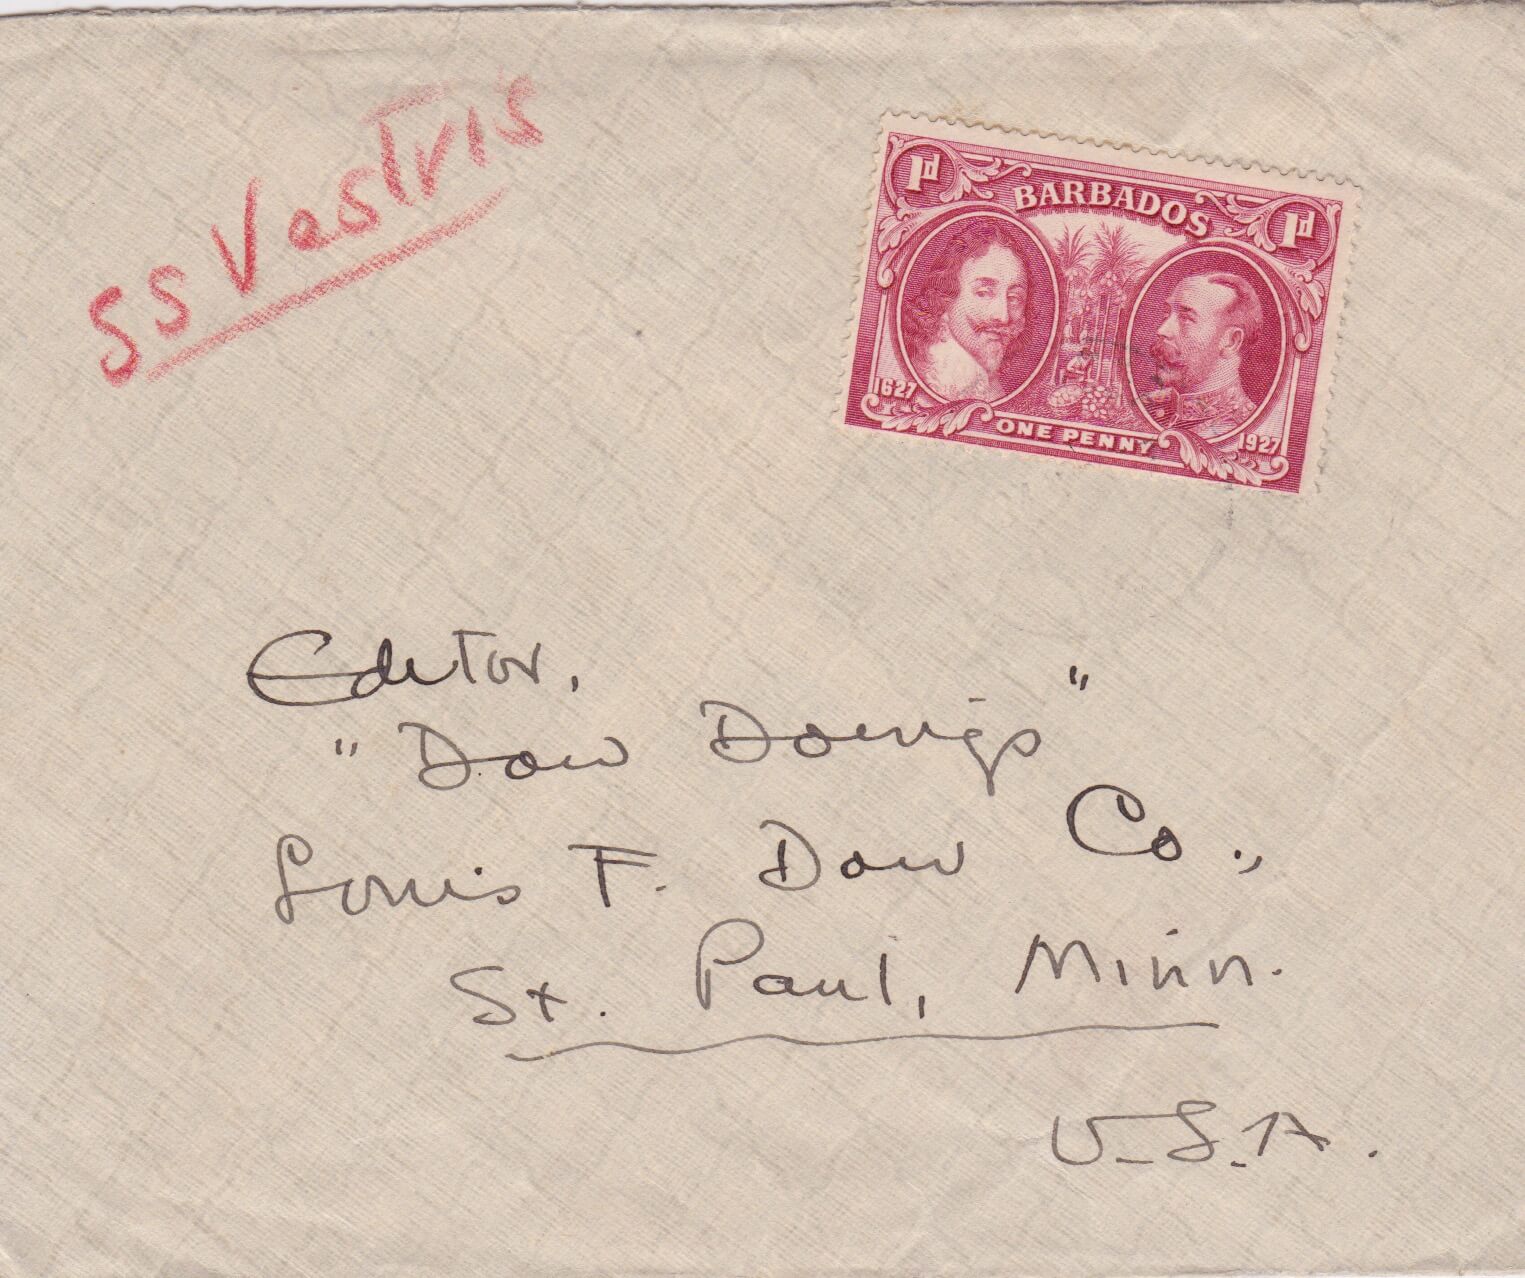 SS Vestris
1d
BARBADOS
1d
1627
ONE PENNY
1927
Editor,
"Dow Doings"
Louis F. Dow Co.,
St. Paul, Minn.
U.S.A.